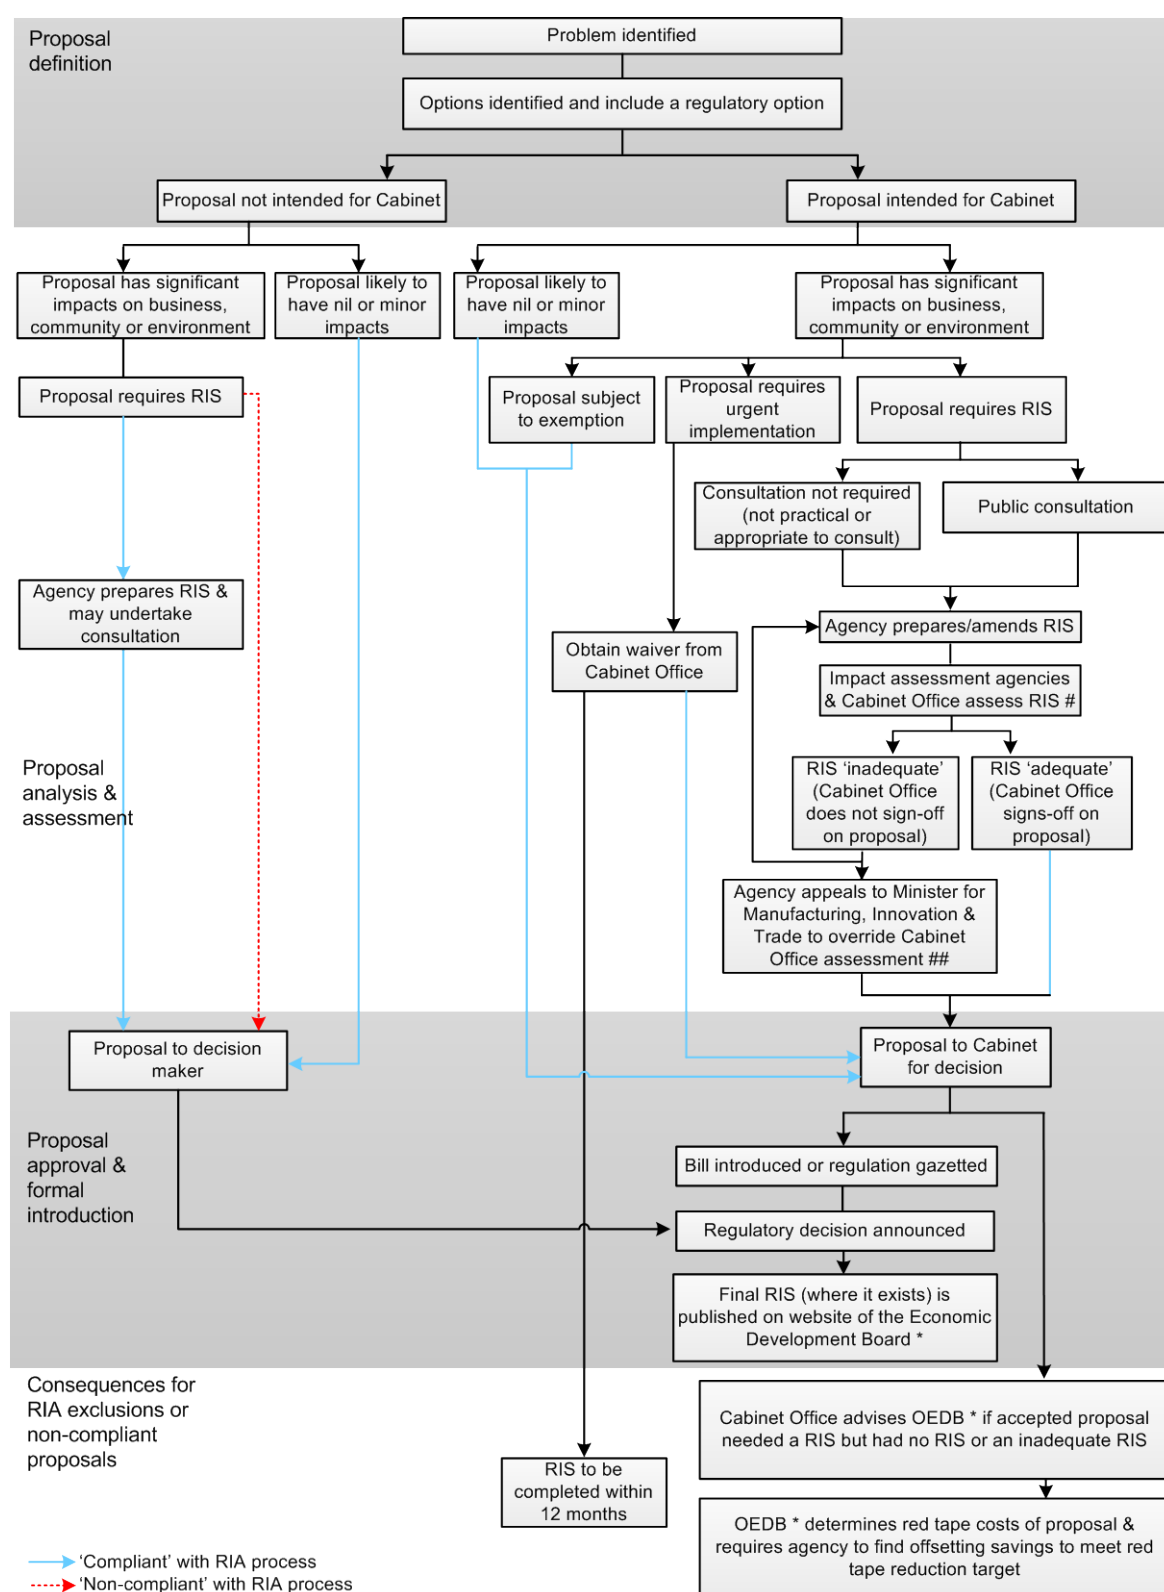 Proposal
definition
Problem identified
Options identified and include a regulatory option
Proposal not intended for Cabinet
Proposal intended for Cabinet
Proposal has significant
impacts on business,
community or environment
Proposal likely to
have nil or minor
impacts
Proposal likely to
have nil or minor
impacts
Proposal has significant
impacts on business,
community or environment
Proposal requires RIS
Proposal subject
to exemption
Proposal requires
urgent
implementation
Proposal requires RIS
Consultation not required
(not practical or
appropriate to consult)
Public consultation
Agency prepares RIS &
may undertake
consultation
Obtain waiver from
Cabinet Office
Agency prepares/amends RIS
Impact assessment agencies
& Cabinet Office assess RIS #
Proposal
analysis &
assessment
RIS ‘inadequate’
(Cabinet Office
does not sign-off
on proposal)
RIS ‘adequate’
(Cabinet Office
signs-off on
proposal)
Agency appeals to Minister for
Manufacturing, Innovation &
Trade to override Cabinet
Office assessment ##
Proposal to decision
maker
Proposal to Cabinet
for decision
Proposal
approval &
formal
introduction
Bill introduced or regulation gazetted
Regulatory decision announced
Final RIS (where it exists) is
published on website of the Economic
Development Board *
Consequences for
RIA exclusions or
non-compliant
proposals
Cabinet Office advises OEDB * if accepted proposal
needed a RIS but had no RIS or an inadequate RIS
RIS to be
completed within
12 months
OEDB * determines red tape costs of proposal &
requires agency to find offsetting savings to meet red
tape reduction target
‘Compliant’ with RIA process
‘Non-compliant’ with RIA process